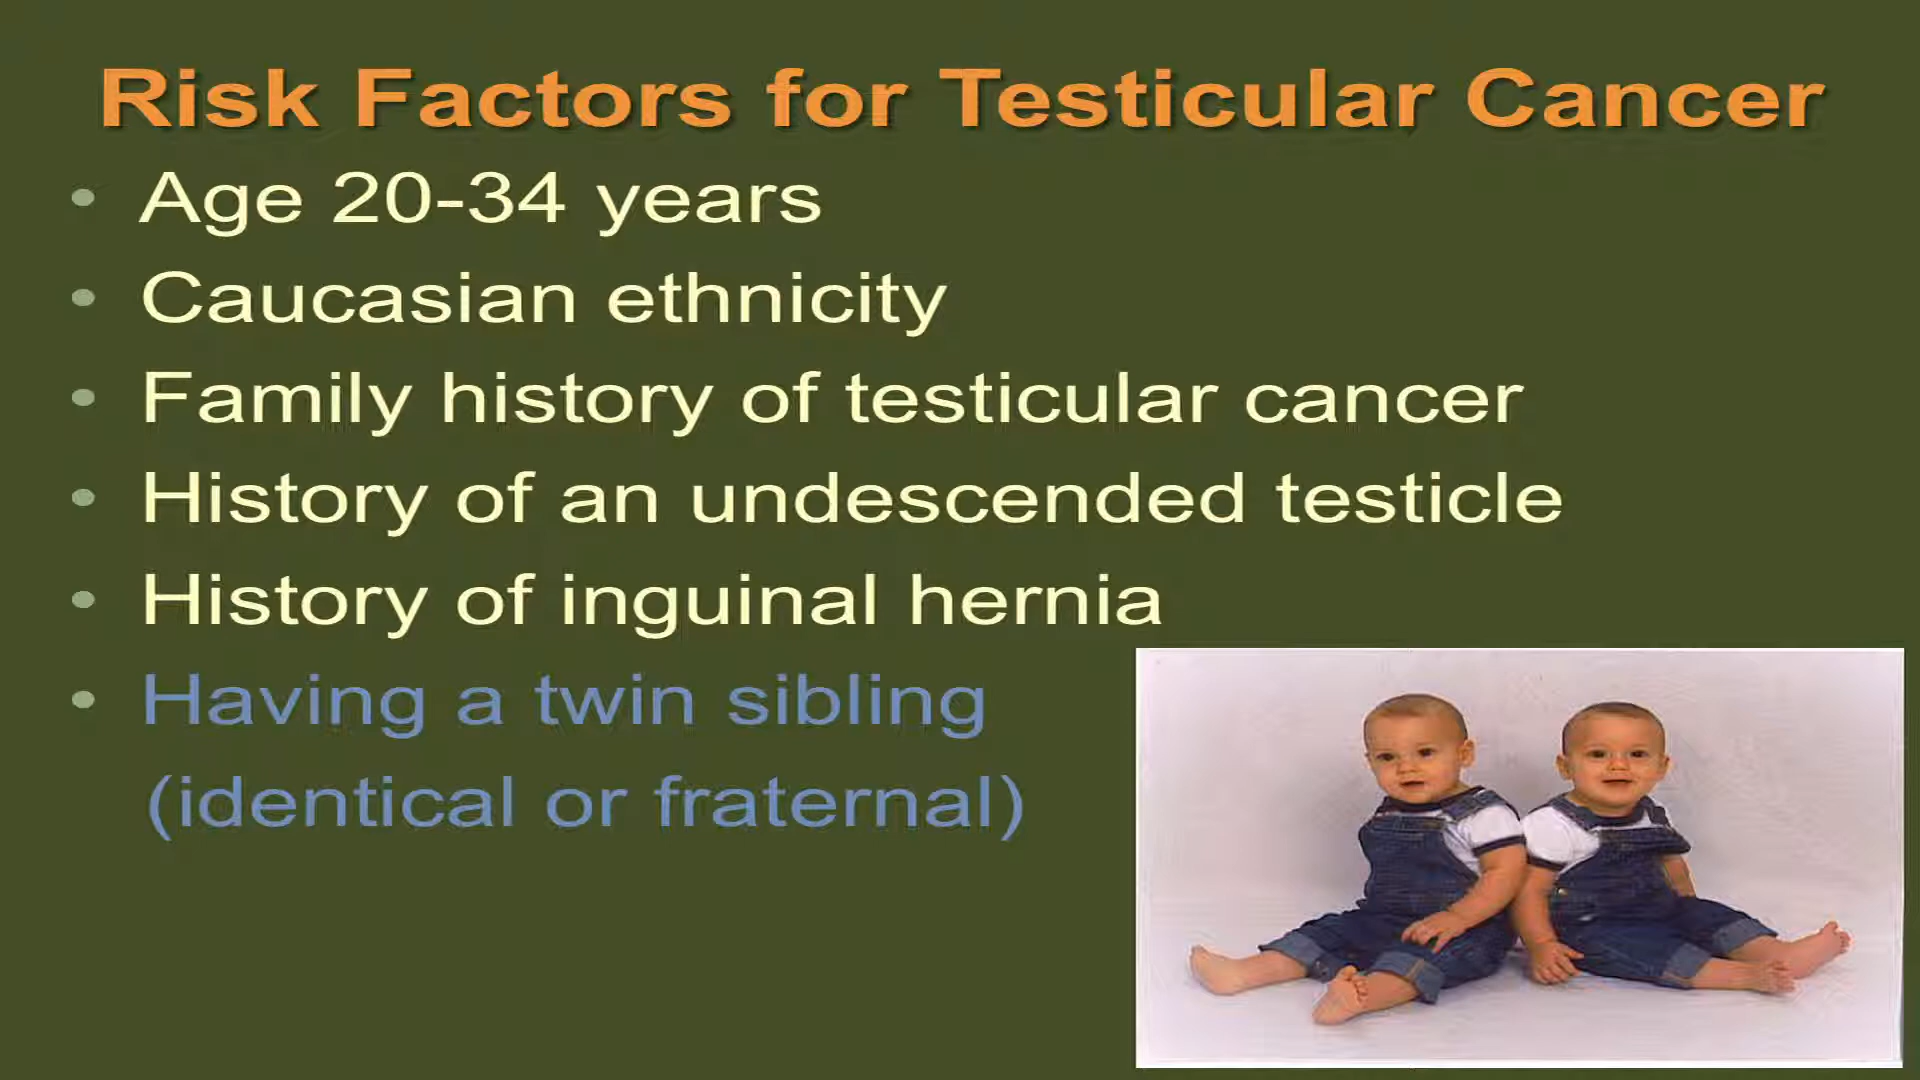 Risk Factors for Testicular Cancer
• Age 20-34 years
• Caucasian ethnicity
• Family history of testicular cancer
• History of an undescended testicle
• History of inguinal hernia
• Having a twin sibling
(identical or fraternal)